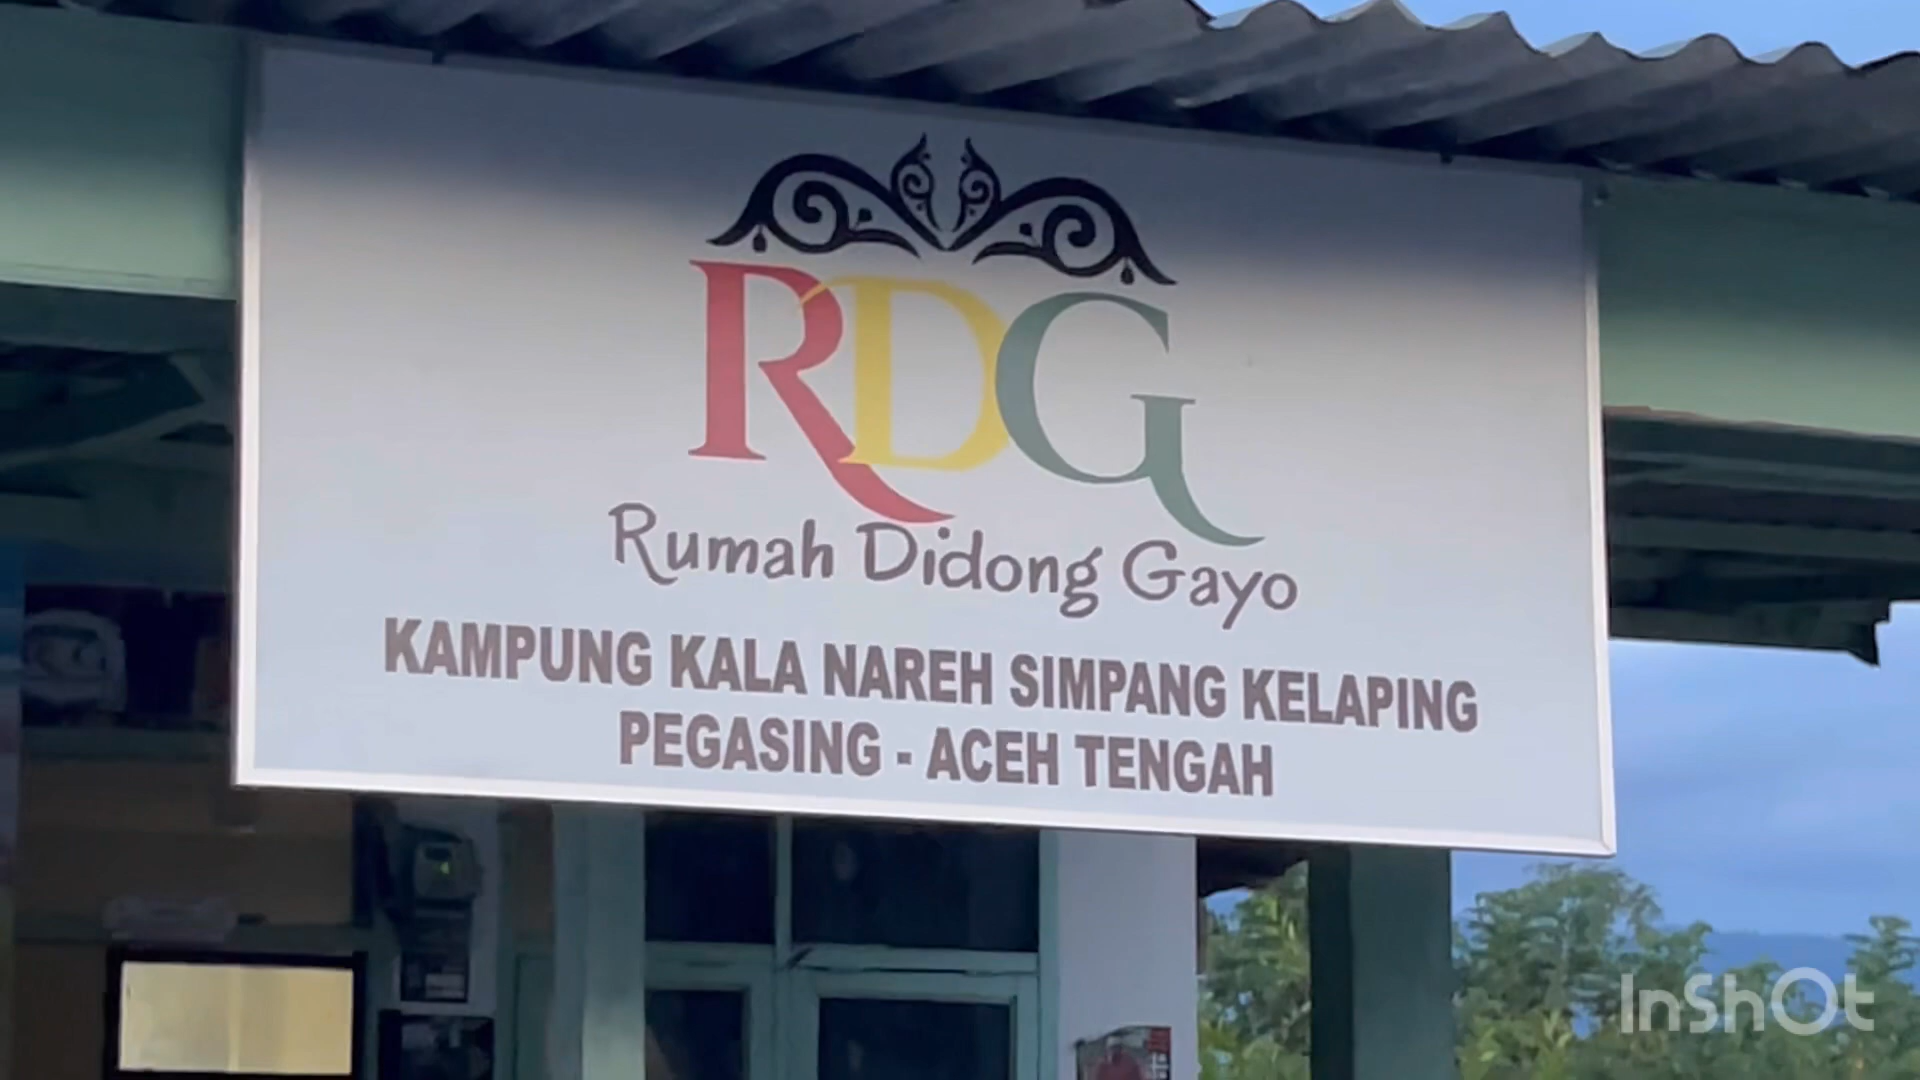 RDG
Rumah Didong Gayo
KAMPUNG KALA NAREH SIMPANG KELAPING
PEGASING - ACEH TENGAH
InShOt